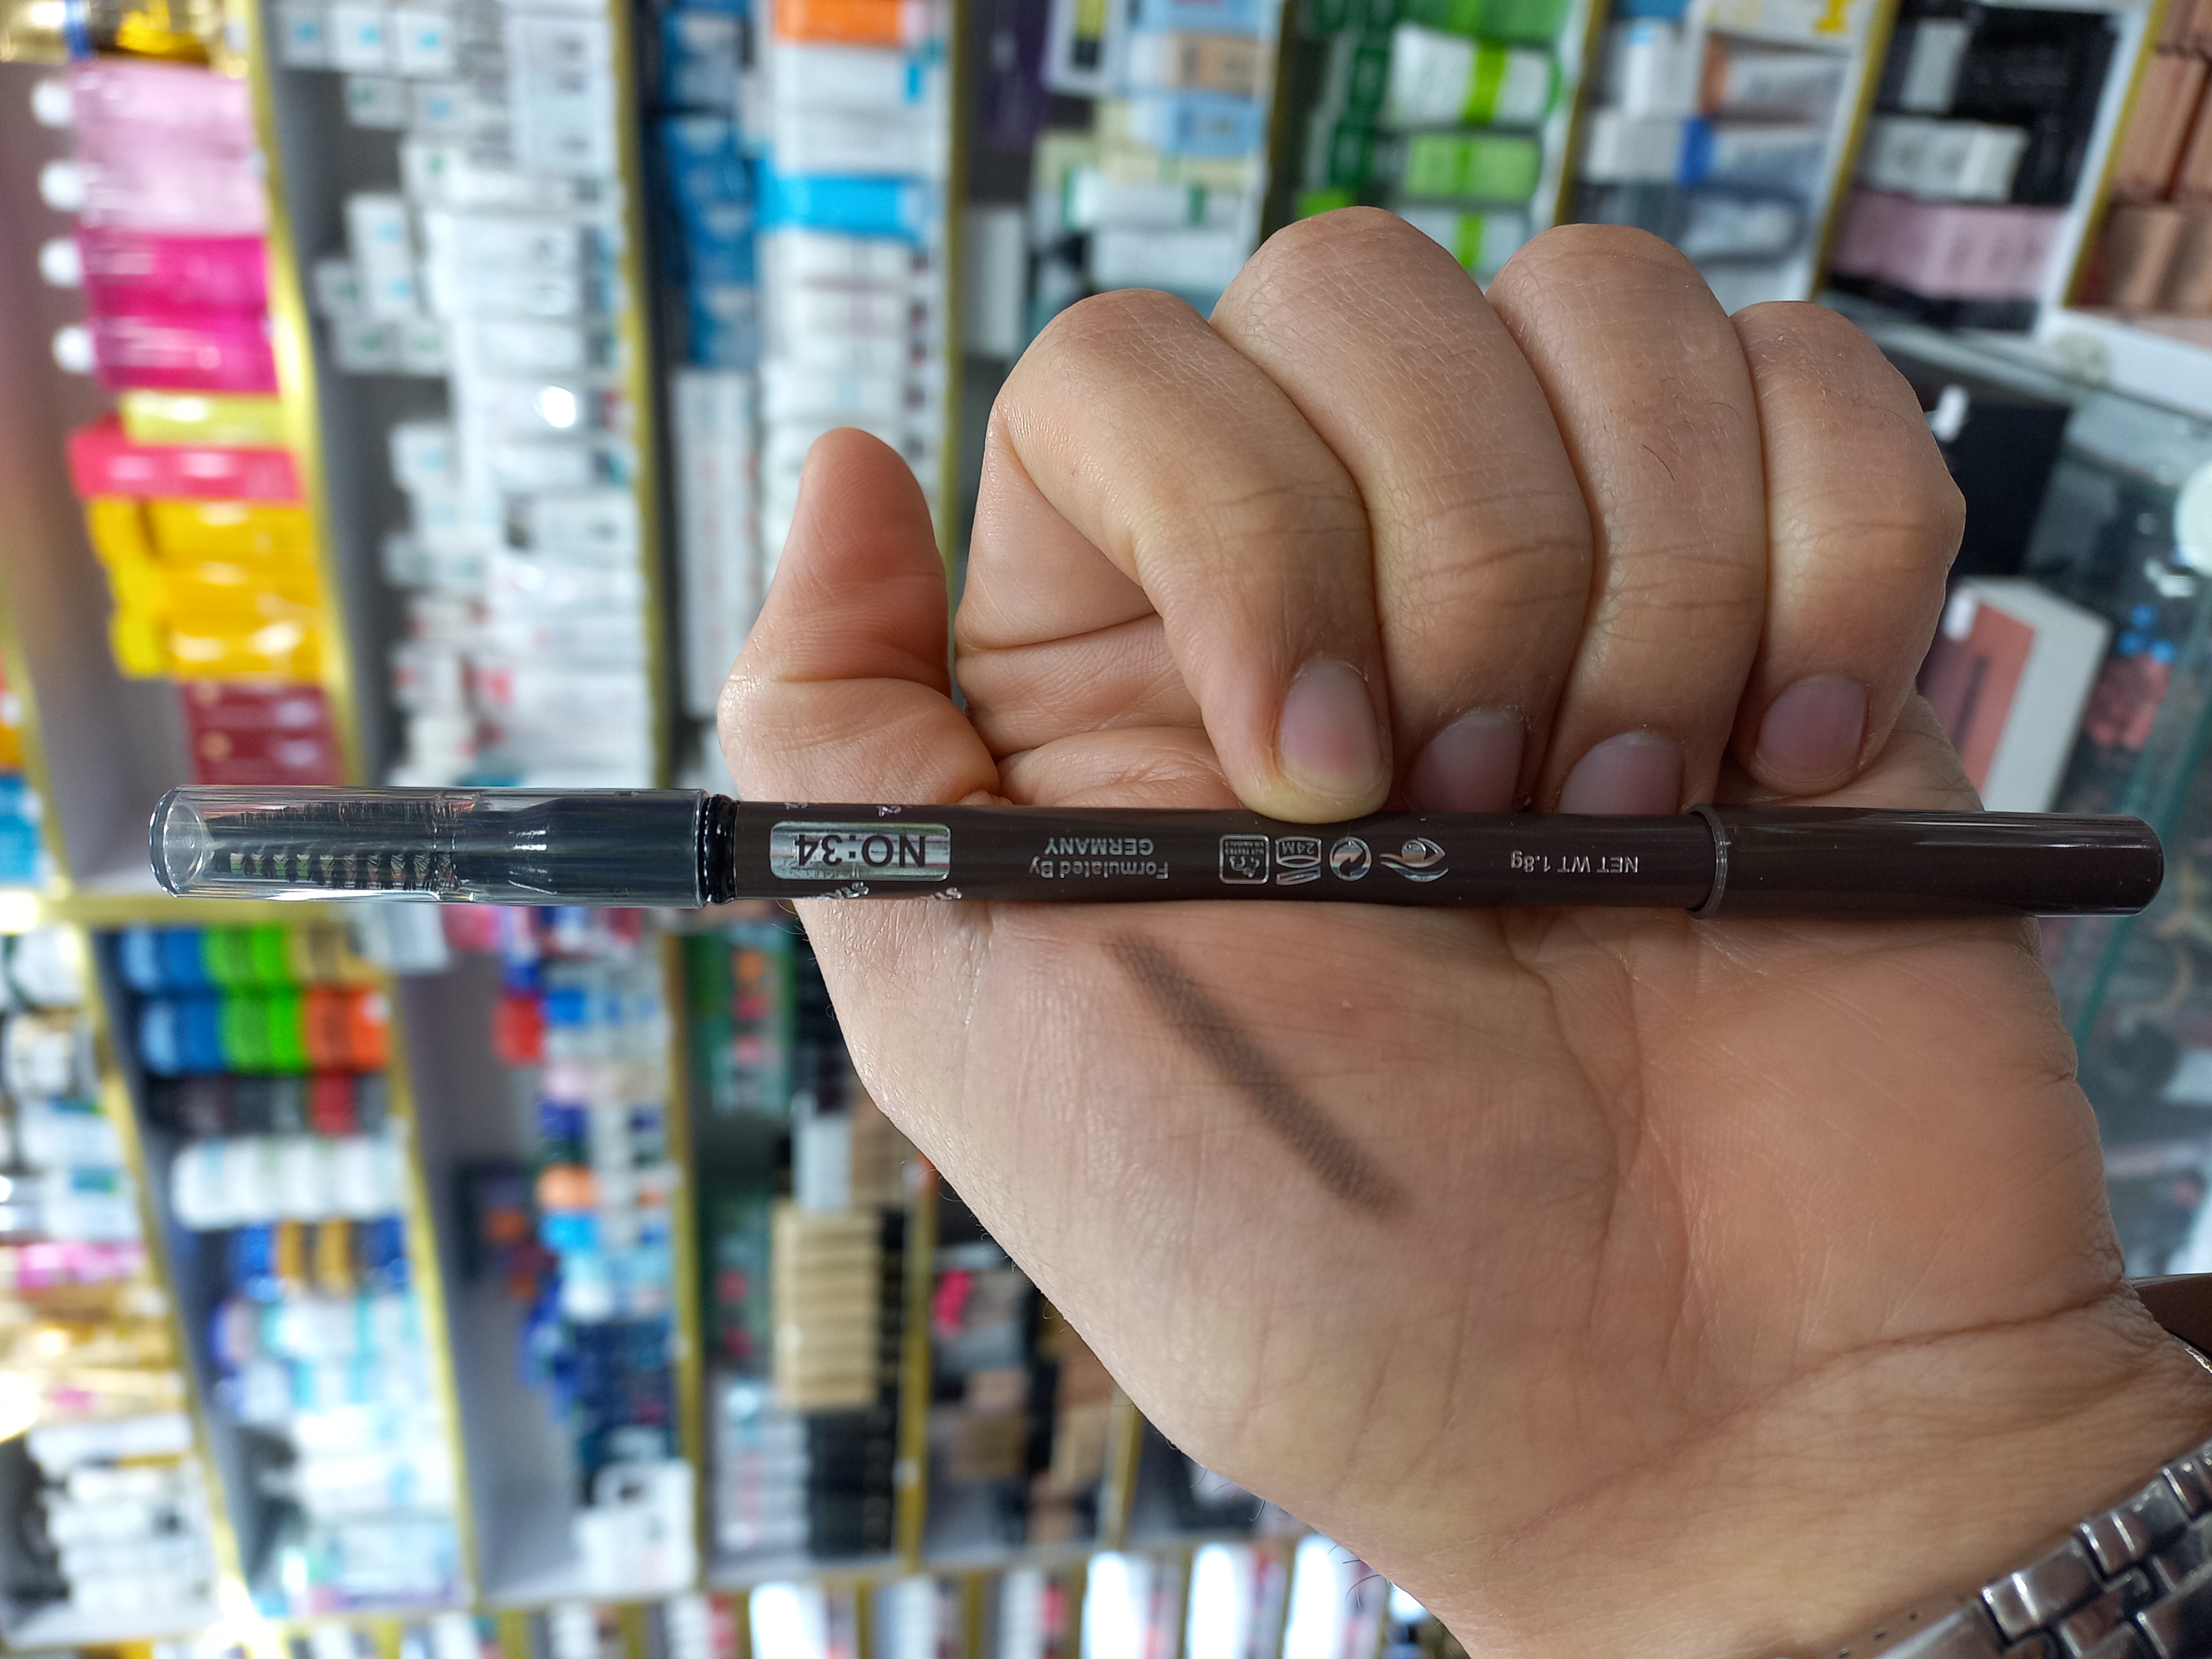 NO:34
Formulated By
GERMANY
24M
NET WT 1.8g